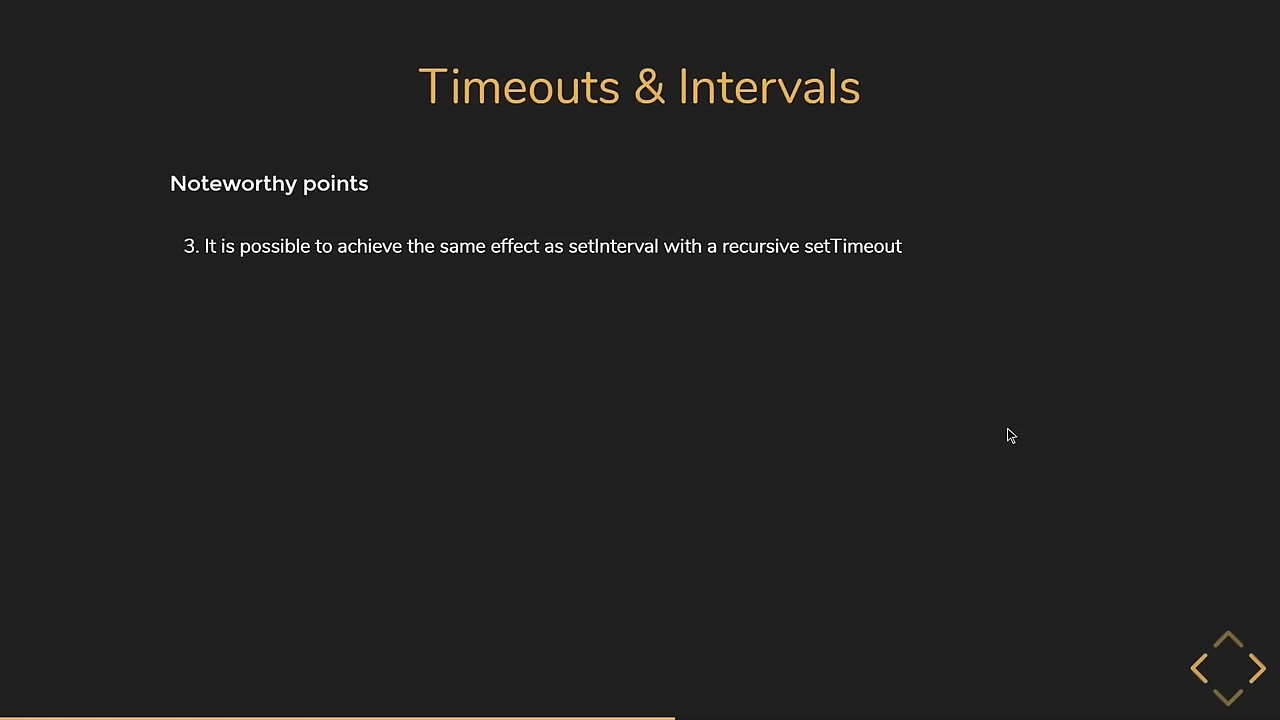 Timeouts & Intervals
Noteworthy points
3. It is possible to achieve the same effect as setInterval with a recursive setTimeout